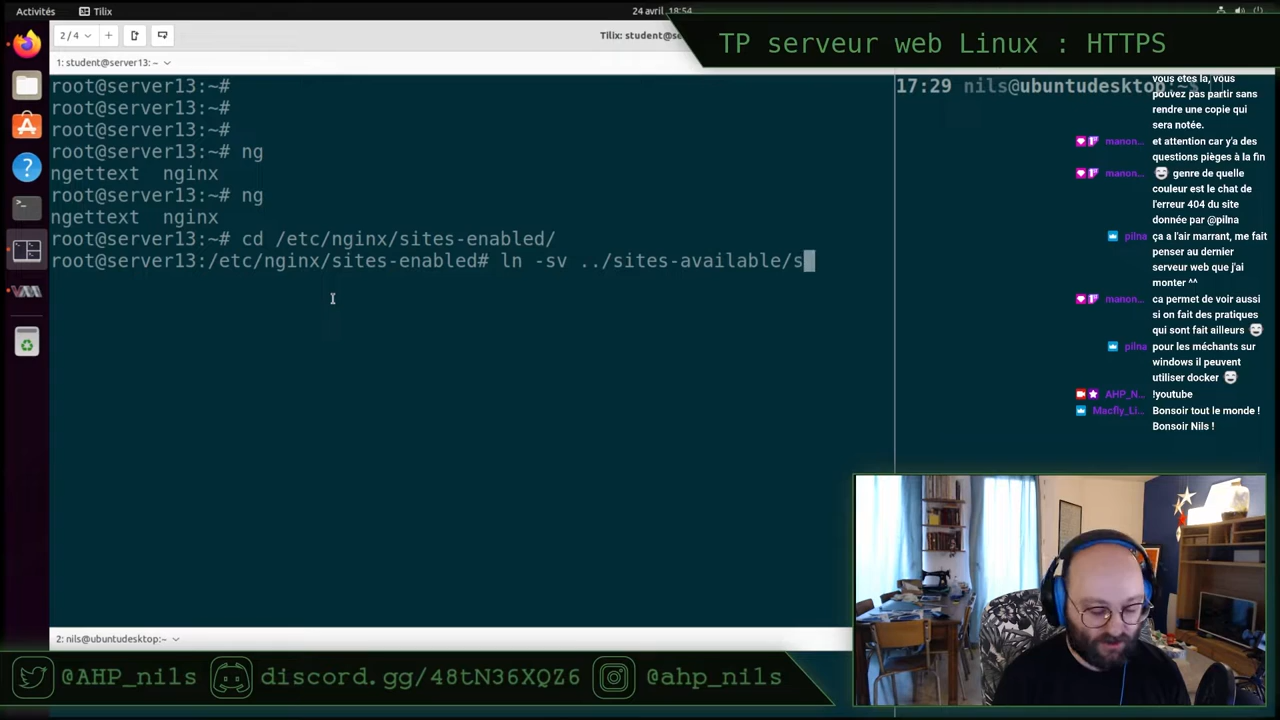 Activités
Tilix
24 avril 18:54
2/4
Tilix: student@se
TP serveur web Linux : HTTPS
1: student@server13: ~
root@server13:~#
root@server13:~#
root@server13:~#
root@server13:~# ng
ngettext nginx
root@server13:~# ng
ngettext nginx
root@server13:~# cd /etc/nginx/sites-enabled/
root@server13:/etc/nginx/sites-enabled# ln -sv ../sites-available/s
17:29 nils@ubuntudesktop:~$
vous êtes là, vous
pouvez pas partir sans
rendre une copie qui
sera notée.
manon... et attention car y'a des
questions pièges à la fin
manon... genre de quelle
couleur est le chat de
l'erreur 404 du site
donnée par @pilna
pilna ça a l'air marrant, me fait
penser au dernier
serveur web que j'ai
monter ^^
manon... ca permet de voir aussi
si on fait des pratiques
qui sont fait ailleurs
pilna pour les méchants sur
windows il peuvent
utiliser docker
AHP_N... !youtube
Macfly_Li... Bonsoir tout le monde !
Bonsoir Nils !
2: nils@ubuntudesktop:~
@AHP_nils
discord.gg/48tN36XQZ6
@ahp_nils